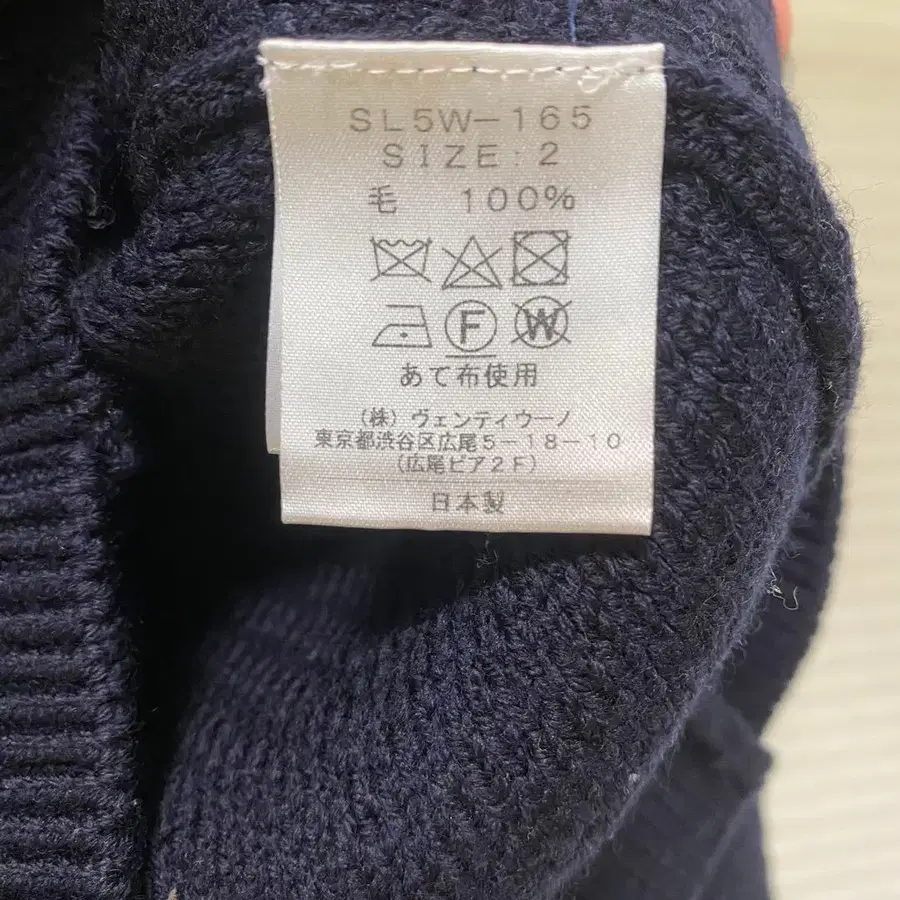 SL5W-165
SIZE:2
毛 100%
F W
あて布使用
(株)ヴェンティウーノ
東京都渋谷区広尾5-18-10
(広尾ピア2F)
日本製